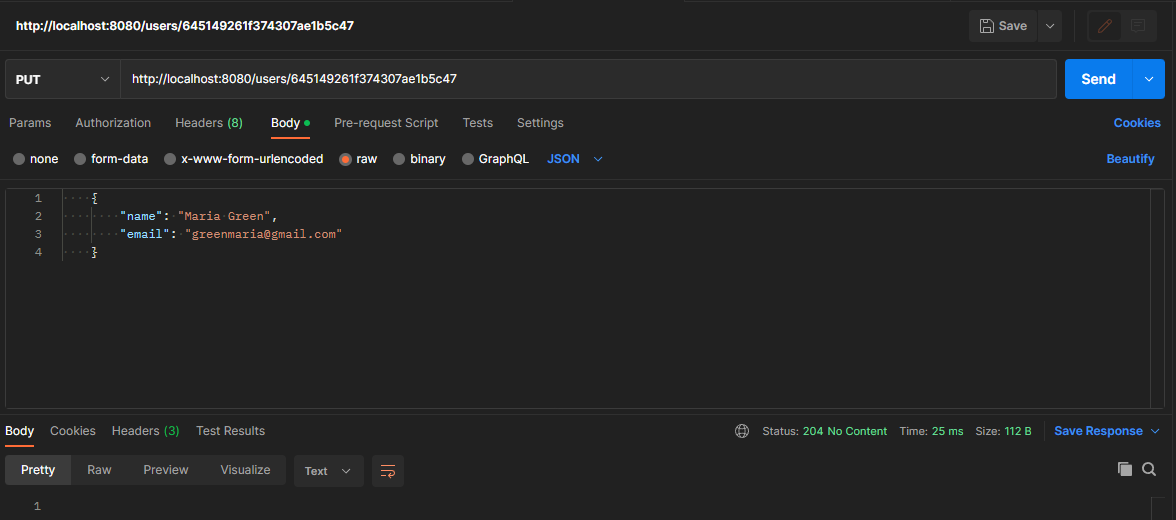 http://localhost:8080/users/645149261f374307ae1b5c47 Save
PUT http://localhost:8080/users/645149261f374307ae1b5c47 Send
Params Authorization Headers (8) Body Pre-request Script Tests Settings Cookies
none form-data x-www-form-urlencoded raw binary GraphQL JSON Beautify
1 {
2 "name": "Maria Green",
3 "email": "greenmaria@gmail.com"
4 }
Body Cookies Headers (3) Test Results Status: 204 No Content Time: 25 ms Size: 112 B Save Response
Pretty Raw Preview Visualize Text
1